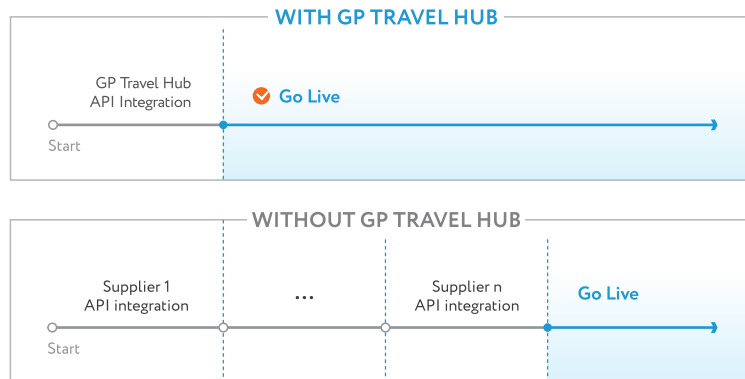 WITH GP TRAVEL HUB
GP Travel Hub
API Integration
Go Live
Start
WITHOUT GP TRAVEL HUB
Supplier 1
API integration
...
Supplier n
API integration
Go Live
Start